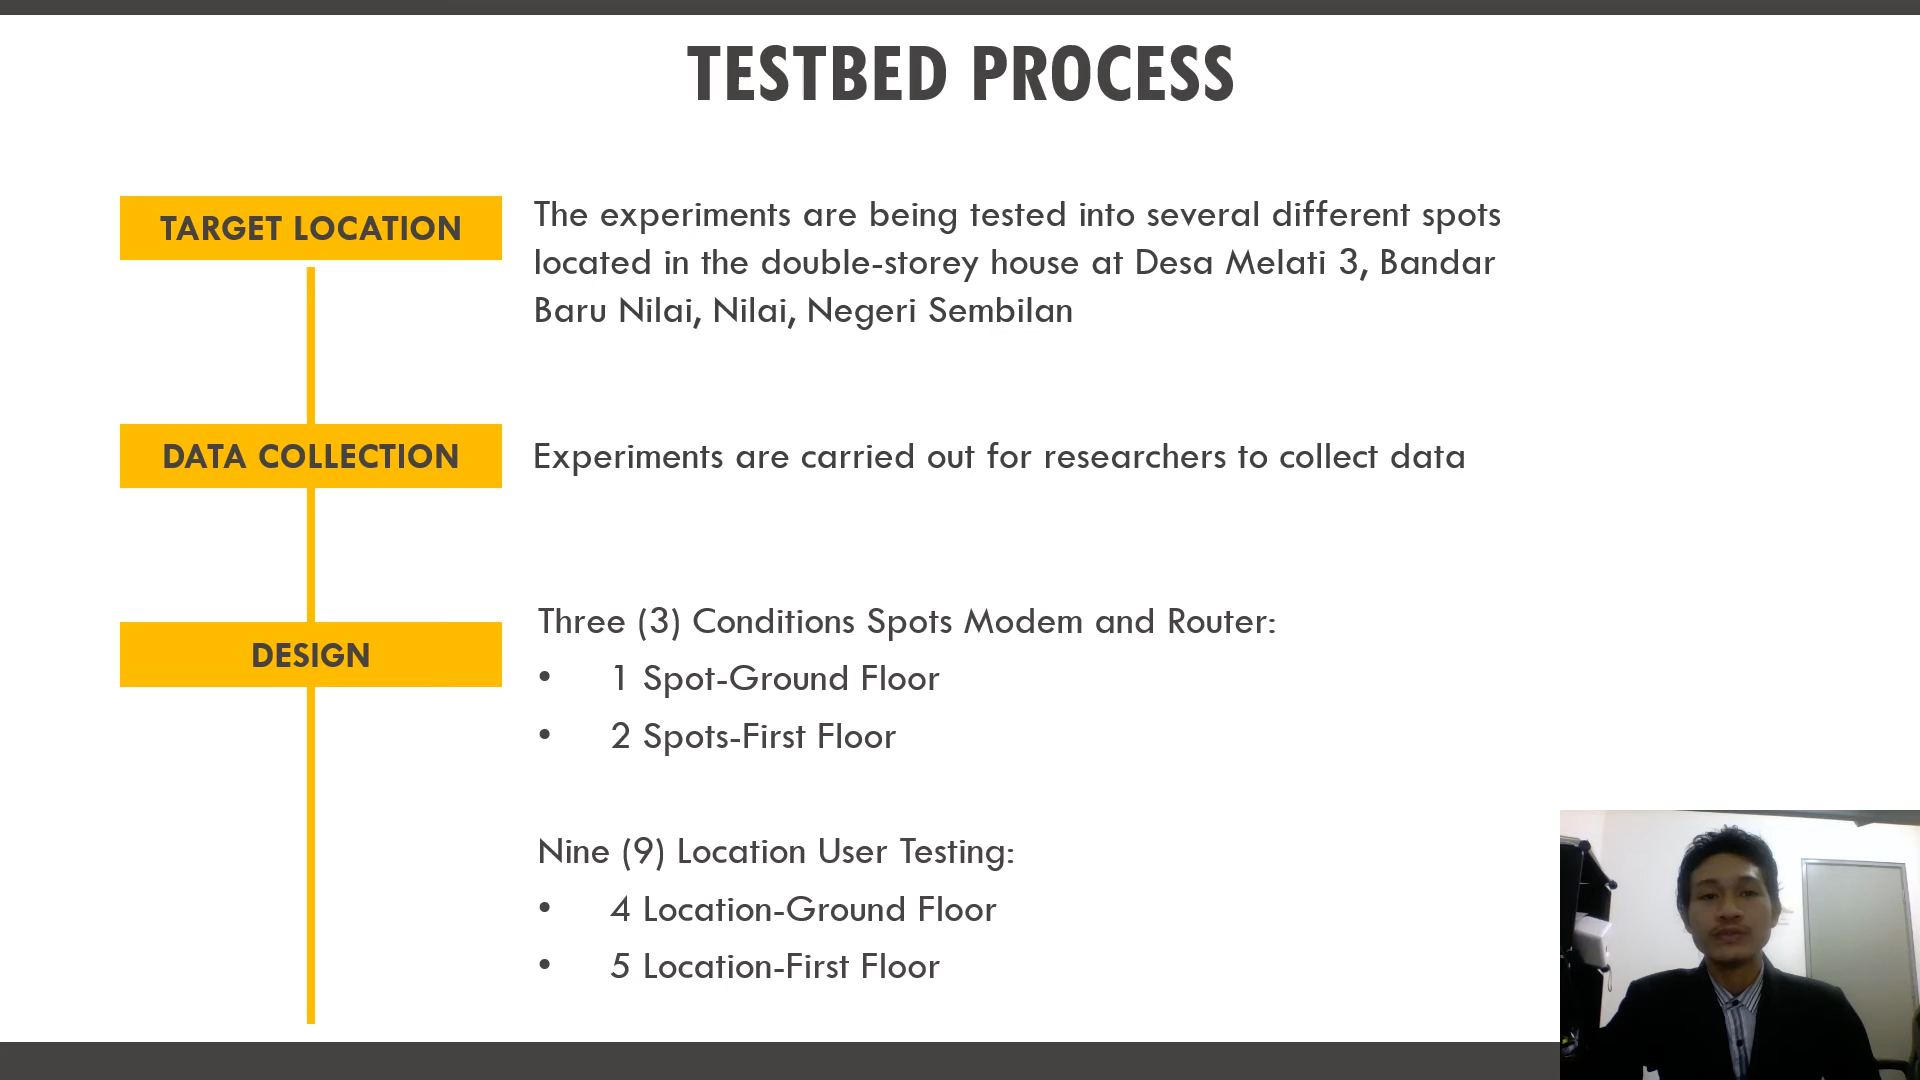 TESTBED PROCESS
TARGET LOCATION
The experiments are being tested into several different spots
located in the double-storey house at Desa Melati 3, Bandar
Baru Nilai, Nilai, Negeri Sembilan
DATA COLLECTION
Experiments are carried out for researchers to collect data
DESIGN
Three (3) Conditions Spots Modem and Router:
• 1 Spot-Ground Floor
• 2 Spots-First Floor
Nine (9) Location User Testing:
• 4 Location-Ground Floor
• 5 Location-First Floor